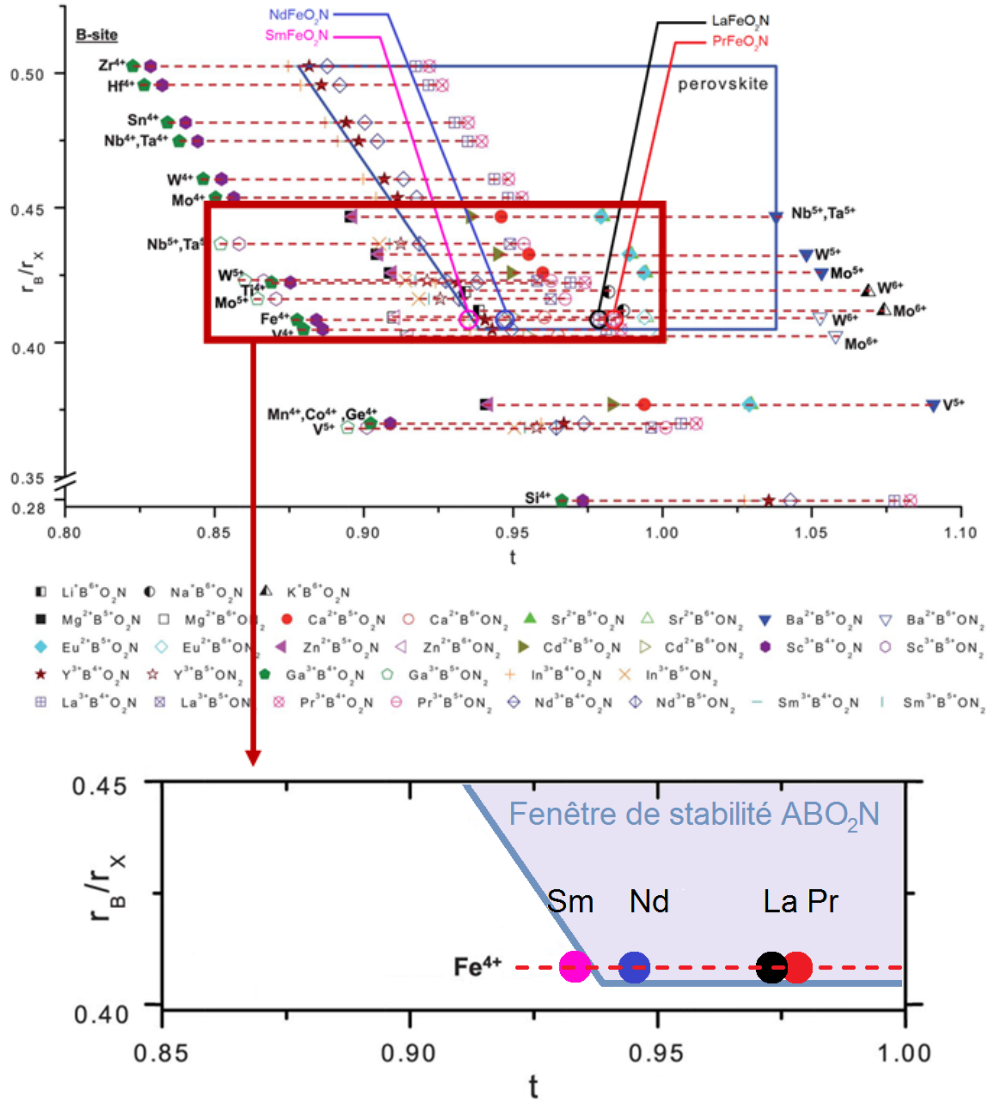 NdFeO₂N
SmFeO₂N
LaFeO₂N
PrFeO₂N
B-site
perovskite
Zr⁴⁺
Hf⁴⁺
Sn⁴⁺
Nb⁴⁺,Ta⁴⁺
W⁴⁺
Mo⁴⁺
Nb⁵⁺,Ta⁵
W⁵⁺
Ti⁴⁺
Mo⁵⁺
Fe⁴⁺
V⁴⁺
Nb⁵⁺,Ta⁵⁺
W⁵⁺
Mo⁵⁺
W⁶⁺
Mo⁶⁺
W⁶⁺
Mo⁶⁺
V⁵⁺
Mn⁴⁺,Co⁴⁺ ,Ge⁴⁺
V⁵⁺
Si⁴⁺
0.50
0.45
0.40
0.35
0.28
r_B/r_X
0.80 0.85 0.90 0.95 1.00 1.05 1.10
t
Li⁺B⁶⁺O₂N Na⁺B⁶⁺O₂N K⁺B⁶⁺O₂N
Mg²⁺B⁵⁺O₂N Mg²⁺B⁶⁺ON₂ Ca²⁺B⁵⁺O₂N Ca²⁺B⁶⁺ON₂ Sr²⁺B⁵⁺O₂N Sr²⁺B⁶⁺ON₂ Ba²⁺B⁵⁺O₂N Ba²⁺B⁶⁺ON₂
Eu²⁺B⁵⁺O₂N Eu²⁺B⁶⁺ON₂ Zn²⁺B⁵⁺O₂N Zn²⁺B⁶⁺ON₂ Cd²⁺B⁵⁺O₂N Cd²⁺B⁶⁺ON₂ Sc³⁺B⁴⁺O₂N Sc³⁺B⁵⁺ON₂
Y³⁺B⁴⁺O₂N Y³⁺B⁵⁺ON₂ Ga³⁺B⁴⁺O₂N Ga³⁺B⁵⁺ON₂ In³⁺B⁴⁺O₂N In³⁺B⁵⁺ON₂
La³⁺B⁴⁺O₂N La³⁺B⁵⁺ON₂ Pr³⁺B⁴⁺O₂N Pr³⁺B⁵⁺ON₂ Nd³⁺B⁴⁺O₂N Nd³⁺B⁵⁺ON₂ Sm³⁺B⁴⁺O₂N Sm³⁺B⁵⁺ON₂
0.45
Fenêtre de stabilité ABO₂N
r_B/r_X
Sm Nd La Pr
Fe⁴⁺
0.40
0.85 0.90 0.95 1.00
t